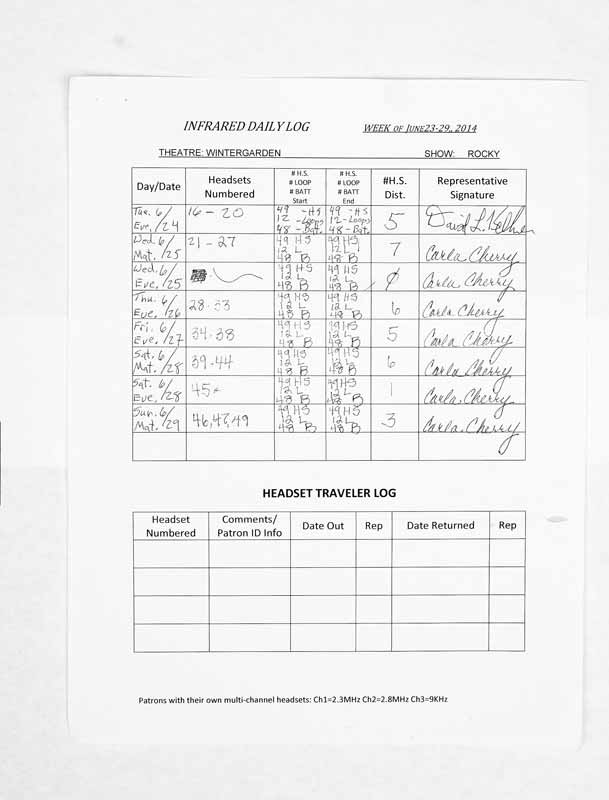 INFRARED DAILY LOG WEEK OF JUNE23-29, 2014
THEATRE: WINTERGARDEN SHOW: ROCKY
Day/Date Headsets Numbered # H.S. # LOOP # BATT Start # H.S. # LOOP # BATT End #H.S. Dist. Representative Signature
Tue. 6/ 16-20 49 -HS 49 -HS 5 David L.
Eve, /24 12-Loops 12-Loops
48-Bat. 48-Bat.
Wed. 6/ 21-27 49 HS 49 HS 7 Carla Cherry
Mat. /25 12 L 12 L
48 B 48 B
Wed. 6/ 49 HS 49 HS Ø Carla Cherry
Eve, /25 12 L 12 L
48 B 48 B
Thu. 6/ 28-33 49 HS 49 HS 6 Carla Cherry
Eve, /26 12 L 12 L
48 B 48 B
Fri. 6/ 34-38 49 HS 49 HS 5 Carla Cherry
Eve. /27 12 L 12 L
48 B 48 B
Sat. 6/ 39-44 49 HS 49 HS 6 Carla Cherry
Mat. /28 12 L 12 L
48 B 48 B
Sat. 6/ 45 49 HS 49 HS 1 Carla. Cherry
Eve. /28 12 L 12 L
48 B 48 B
Sun. 6/ 46,47,49 49 HS 49 HS 3 Carla. Cherry
Mat. /29 12 L 12 L
48 B 48 B
HEADSET TRAVELER LOG
Headset Numbered Comments/ Patron ID Info Date Out Rep Date Returned Rep
Patrons with their own multi-channel headsets: Ch1=2.3MHz Ch2=2.8MHz Ch3=9KHz